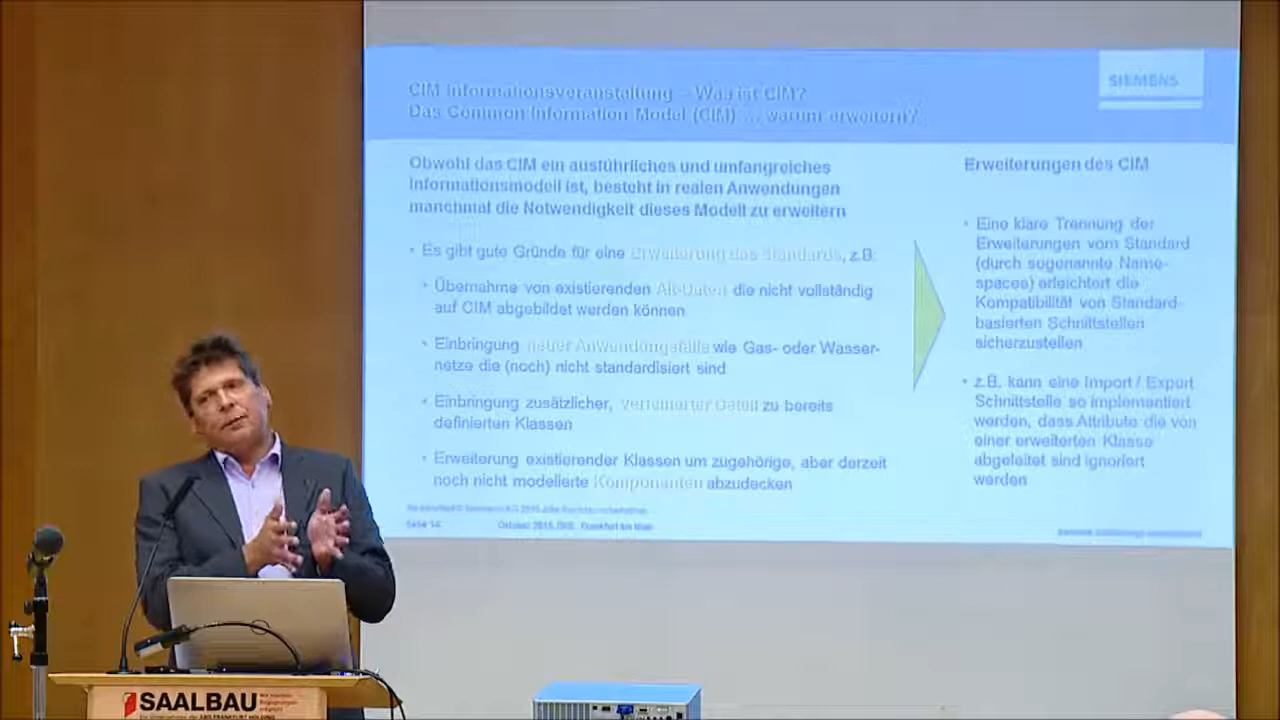 CIM Informationsveranstaltung – Was ist CIM?
Das Common Information Model (CIM) ... warum erweitern?
SIEMENS
Obwohl das CIM ein ausführliches und umfangreiches
Informationsmodell ist, besteht in realen Anwendungen
manchmal die Notwendigkeit dieses Modell zu erweitern
• Es gibt gute Gründe für eine Erweiterung des Standards, z.B:
• Übernahme von existierenden Alt-Daten die nicht vollständig
auf CIM abgebildet werden können
• Einbringung neuer Anwendungsfälle wie Gas- oder Wasser-
netze die (noch) nicht standardisiert sind
• Einbringung zusätzlicher, verfeinerter Daten zu bereits
definierten Klassen
• Erweiterung existierender Klassen um zugehörige, aber derzeit
noch nicht modellierte Komponenten abzudecken
Erweiterungen des CIM
• Eine klare Trennung der
Erweiterungen vom Standard
(durch sogenannte Name-
spaces) erleichtert die
Kompatibilität von Standard-
basierten Schnittstellen
sicherzustellen
• z.B. kann eine Import / Export
Schnittstelle so implementiert
werden, dass Attribute die von
einer erweiterten Klasse
abgeleitet sind ignoriert
werden
Seite 14
Frankfurt am Main
SAALBAU